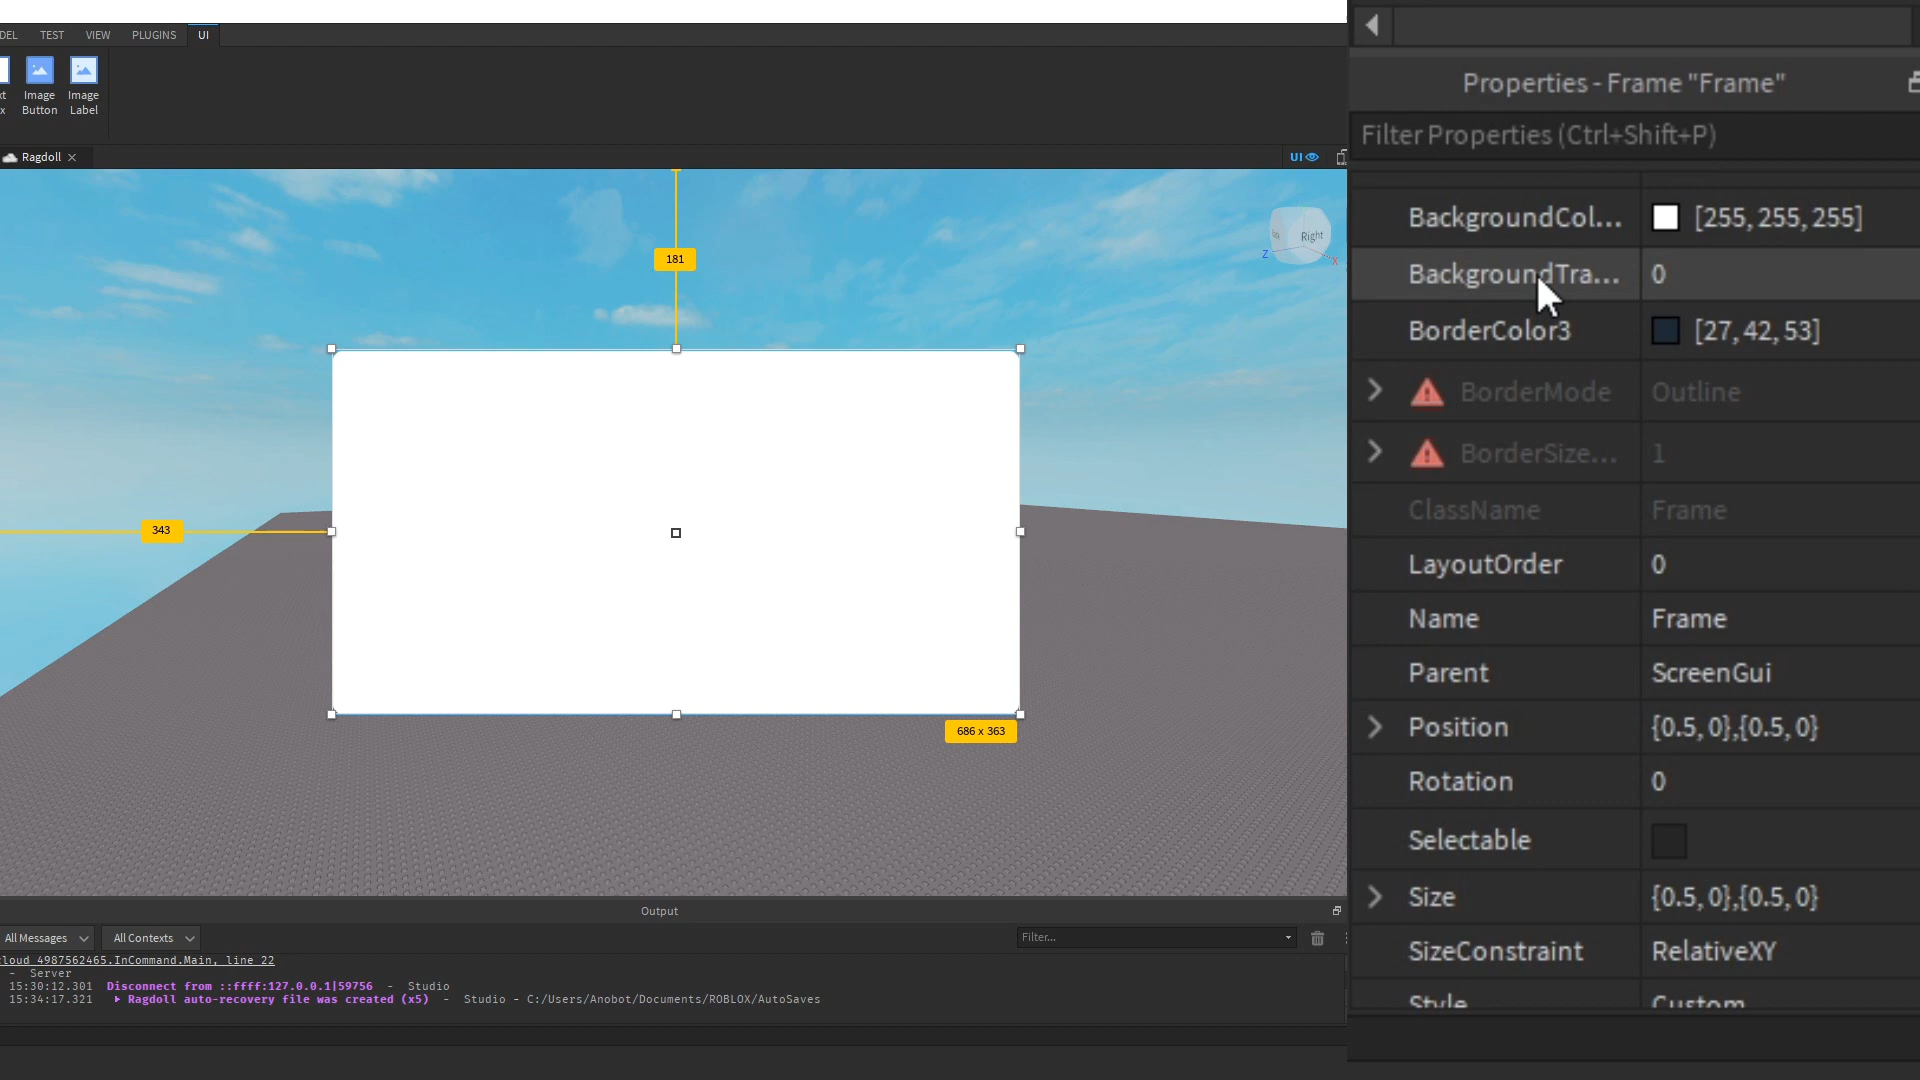 DEL TEST VIEW PLUGINS UI
xt
x
Image
Button
Image
Label
Ragdoll
UI
181
Right
Z
X
343
686 x 363
Output
All Messages
All Contexts
Filter...
cloud_4987562465.InCommand.Main, line 22
- Server
15:30:12.301 Disconnect from ::ffff:127.0.0.1|59756 - Studio
15:34:17.321 Ragdoll auto-recovery file was created (x5) - Studio - C:/Users/Anobot/Documents/ROBLOX/AutoSaves
Properties - Frame "Frame"
Filter Properties (Ctrl+Shift+P)
BackgroundCol... [255, 255, 255]
BackgroundTra... 0
BorderColor3 [27, 42, 53]
BorderMode Outline
BorderSize... 1
ClassName Frame
LayoutOrder 0
Name Frame
Parent ScreenGui
Position {0.5, 0},{0.5, 0}
Rotation 0
Selectable
Size {0.5, 0},{0.5, 0}
SizeConstraint RelativeXY
Style Custom